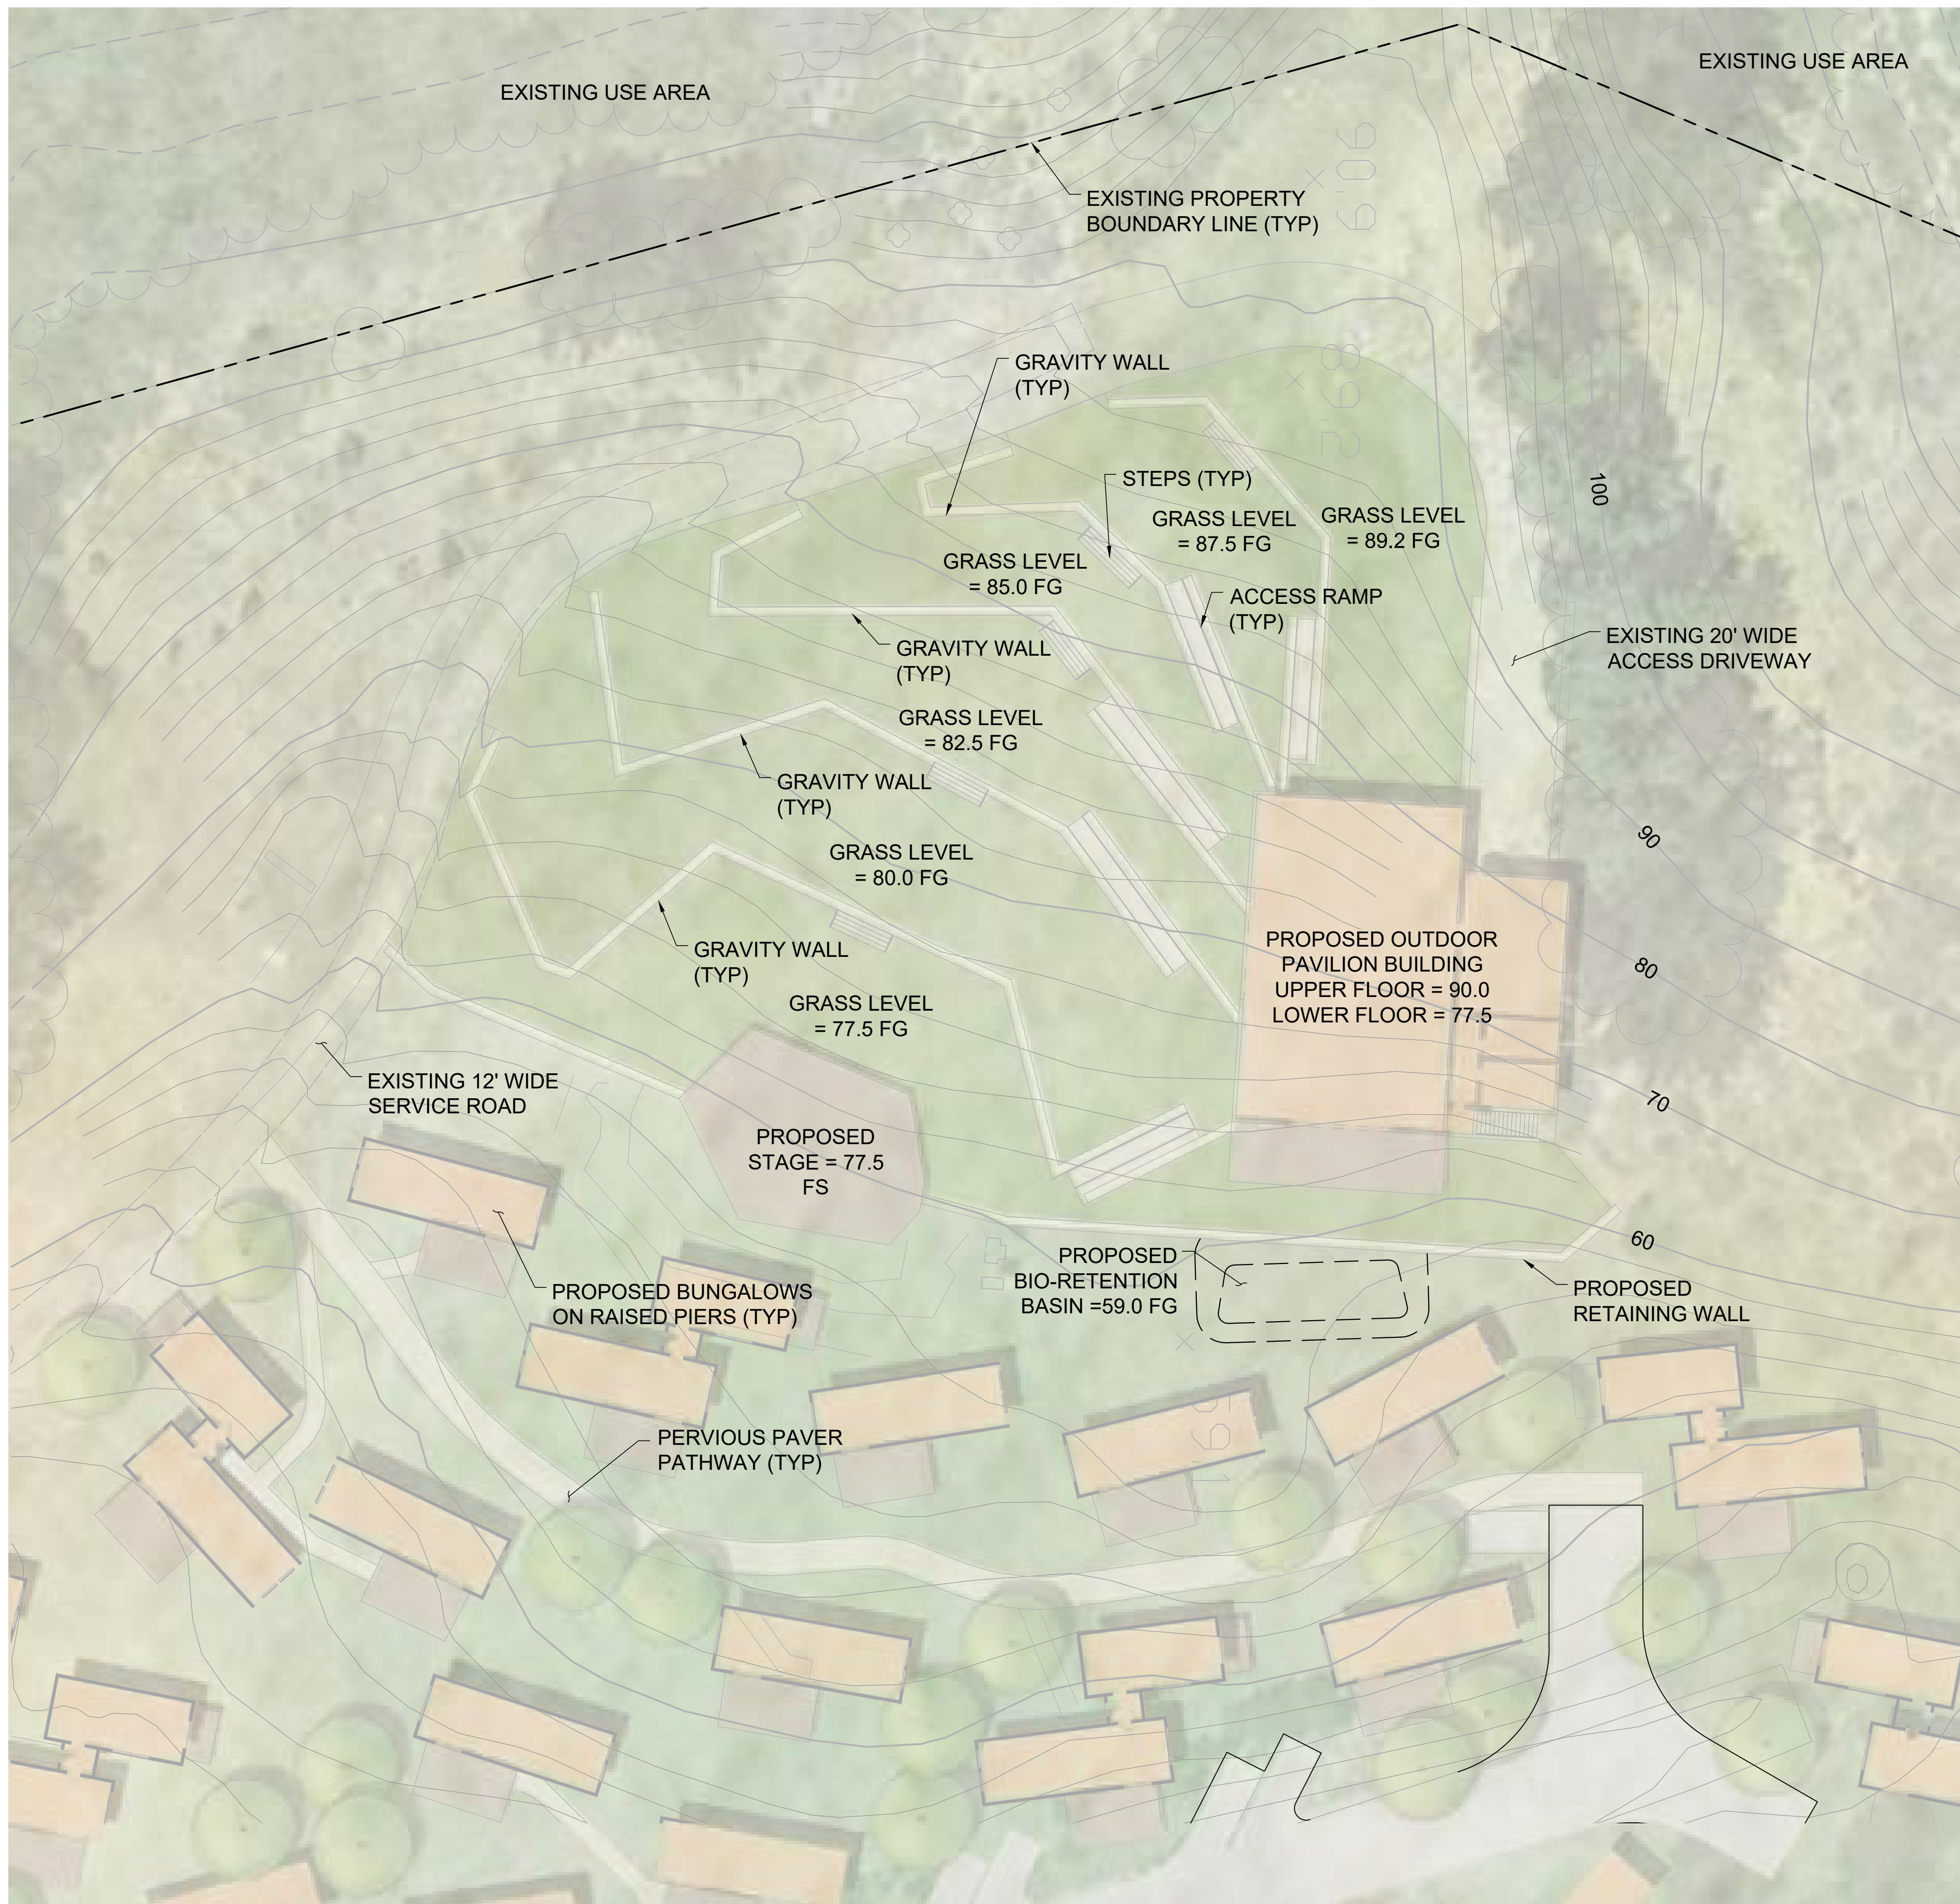 EXISTING USE AREA
EXISTING USE AREA
EXISTING PROPERTY
BOUNDARY LINE (TYP)
90.9
89.2
GRAVITY WALL
(TYP)
STEPS (TYP)
GRASS LEVEL
= 87.5 FG
GRASS LEVEL
= 89.2 FG
100
GRASS LEVEL
= 85.0 FG
ACCESS RAMP
(TYP)
EXISTING 20' WIDE
ACCESS DRIVEWAY
GRAVITY WALL
(TYP)
GRASS LEVEL
= 82.5 FG
GRAVITY WALL
(TYP)
90
GRASS LEVEL
= 80.0 FG
PROPOSED OUTDOOR
PAVILION BUILDING
UPPER FLOOR = 90.0
LOWER FLOOR = 77.5
80
GRAVITY WALL
(TYP)
GRASS LEVEL
= 77.5 FG
EXISTING 12' WIDE
SERVICE ROAD
70
PROPOSED
STAGE = 77.5
FS
60
PROPOSED
BIO-RETENTION
BASIN =59.0 FG
PROPOSED
RETAINING WALL
PROPOSED BUNGALOWS
ON RAISED PIERS (TYP)
PERVIOUS PAVER
PATHWAY (TYP)